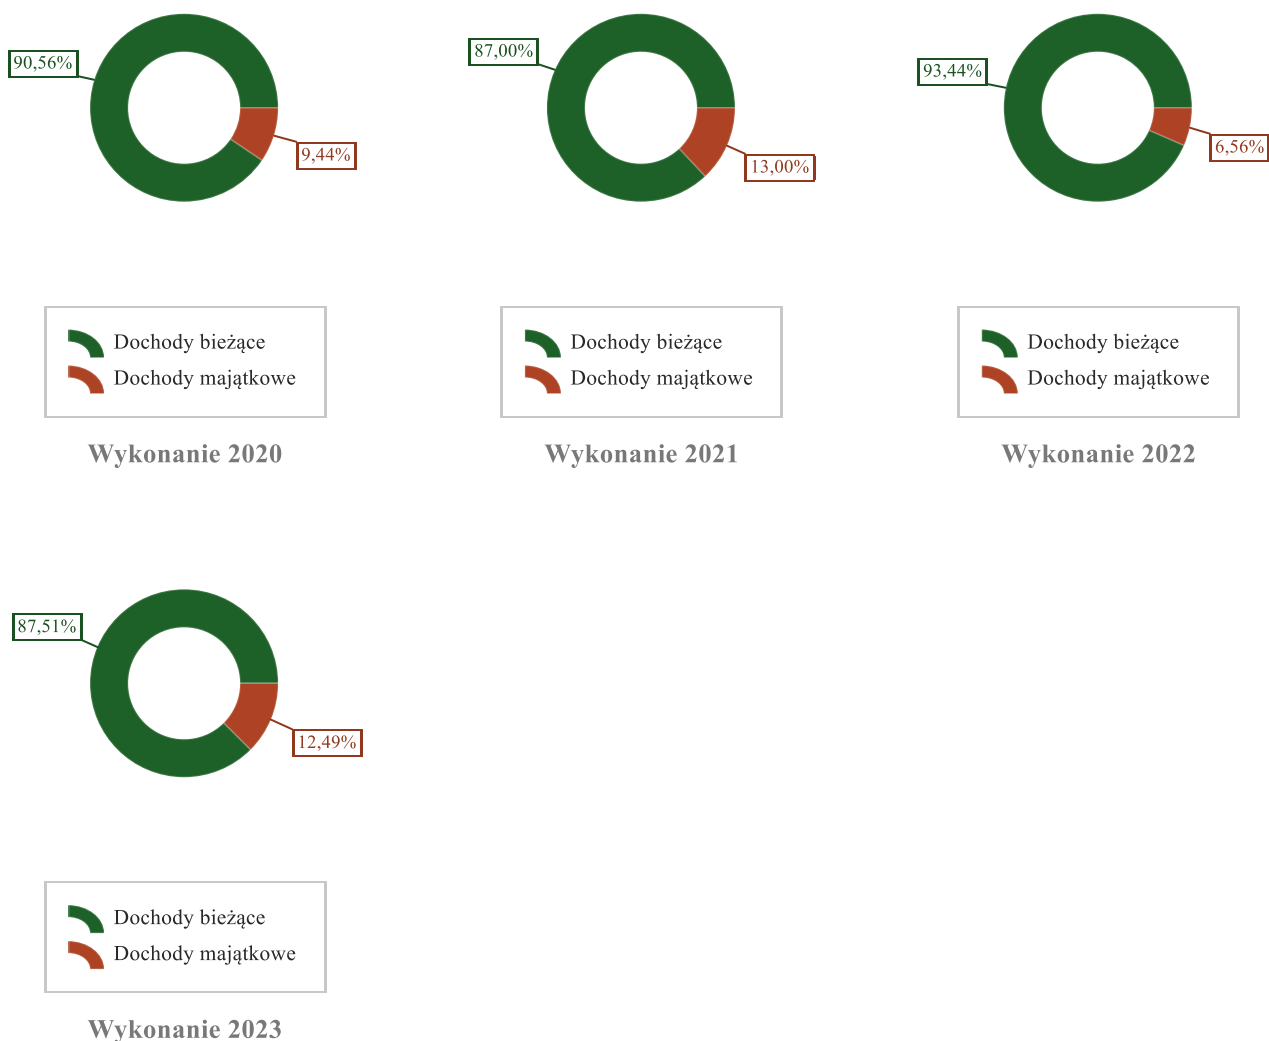 90,56%
9,44%
Dochody bieżące
Dochody majątkowe
Wykonanie 2020
87,00%
13,00%
Dochody bieżące
Dochody majątkowe
Wykonanie 2021
93,44%
6,56%
Dochody bieżące
Dochody majątkowe
Wykonanie 2022
87,51%
12,49%
Dochody bieżące
Dochody majątkowe
Wykonanie 2023